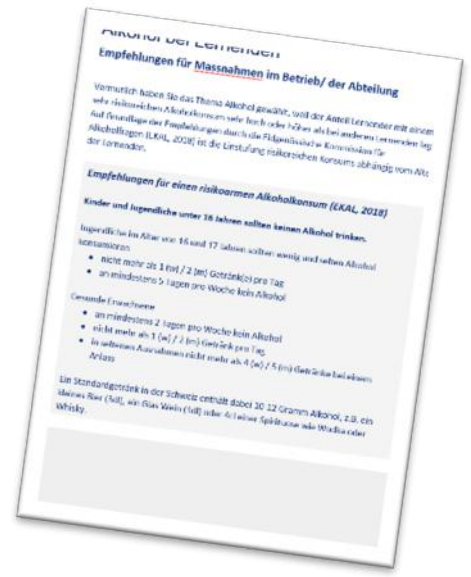 Alkohol bei Lernenden
Empfehlungen für Massnahmen im Betrieb/ der Abteilung
Vermutlich haben Sie das Thema Alkohol gewählt, weil der Anteil Lernender mit einem
sehr risikoreichen Alkoholkonsum sehr hoch oder höher als bei anderen Lernenden lag
Auf Grundlage der Empfehlungen durch die Eidgenössische Kommission für
Alkoholfragen (EKAL, 2018) ist die Einstufung risikoreichen Konsums abhängig vom Alte
der Lernenden.
Empfehlungen für einen risikoarmen Alkoholkonsum (EKAL, 2018)
Kinder und Jugendliche unter 16 Jahren sollten keinen Alkohol trinken.
Jugendliche im Alter von 16 und 17 Jahren sollten wenig und selten Alkohol
konsumieren
• nicht mehr als 1 (w) / 2 (m) Getränk(e) pro Tag
• an mindestens 5 Tagen pro Woche kein Alkohol
Gesunde Erwachsene
• an mindestens 2 Tagen pro Woche kein Alkohol
• nicht mehr als 1 (w) / 2 (m) Getränk pro Tag
• in seltenen Ausnahmen nicht mehr als 4 (w) / 5 (m) Getränke bei einem
Anlass
Ein Standardgetränk in der Schweiz enthält dabei 10-12 Gramm Alkohol, z.B. ein
kleines Bier (3dl), ein Glas Wein (1dl) oder 4cl einer Spirituose wie Wodka oder
Whisky.